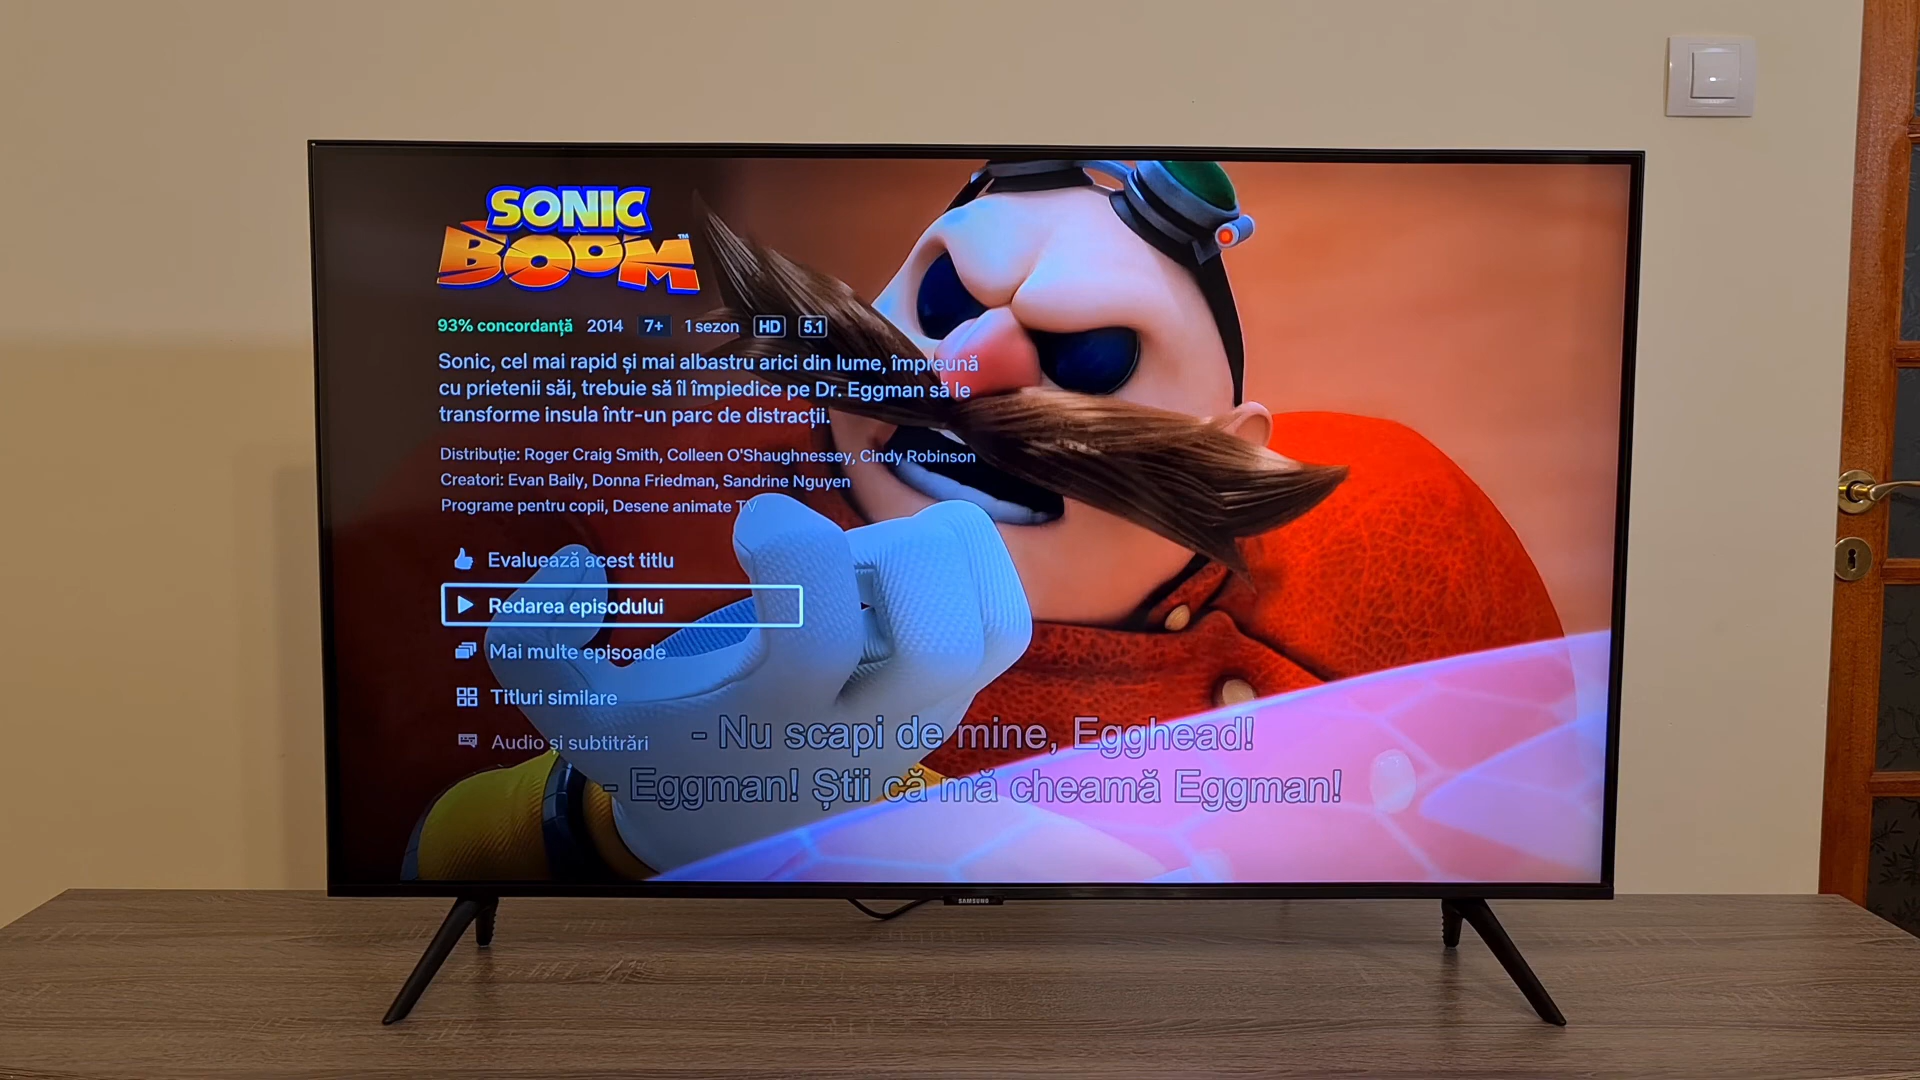 SONIC
BOOM™
93% concordanță 2014 7+ 1 sezon HD 5.1
Sonic, cel mai rapid și mai albastru arici din lume, împreună
cu prietenii săi, trebuie să îl împiedice pe Dr. Eggman să le
transforme insula într-un parc de distracții.
Distribuție: Roger Craig Smith, Colleen O'Shaughnessey, Cindy Robinson
Creatori: Evan Baily, Donna Friedman, Sandrine Nguyen
Programe pentru copii, Desene animate TV
Evaluează acest titlu
Redarea episodului
Mai multe episoade
Titluri similare
Audio și subtitrări
- Nu scapi de mine, Egghead!
- Eggman! Știi că mă cheamă Eggman!
SAMSUNG